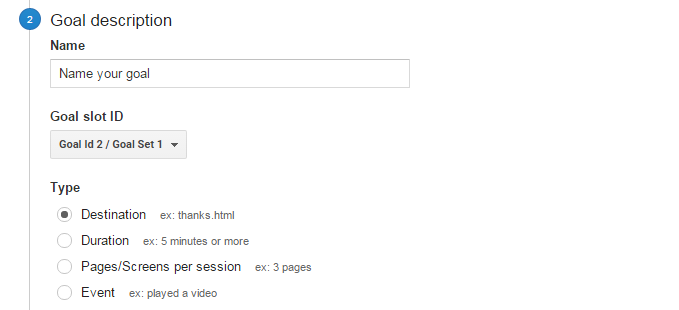 2 Goal description
Name
Name your goal
Goal slot ID
Goal Id 2 / Goal Set 1
Type
Destination ex: thanks.html
Duration ex: 5 minutes or more
Pages/Screens per session ex: 3 pages
Event ex: played a video